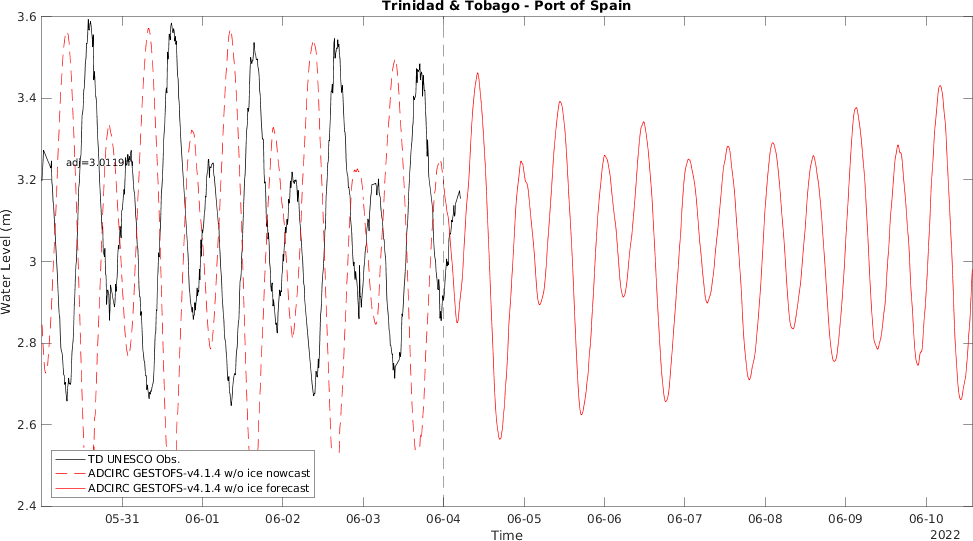 Trinidad & Tobago - Port of Spain
3.6
3.4
3.2
3
2.8
2.6
2.4
Water Level (m)
adj=3.0119
TD UNESCO Obs.
ADCIRC GESTOFS-v4.1.4 w/o ice nowcast
ADCIRC GESTOFS-v4.1.4 w/o ice forecast
05-31 06-01 06-02 06-03 06-04 06-05 06-06 06-07 06-08 06-09 06-10
Time
2022